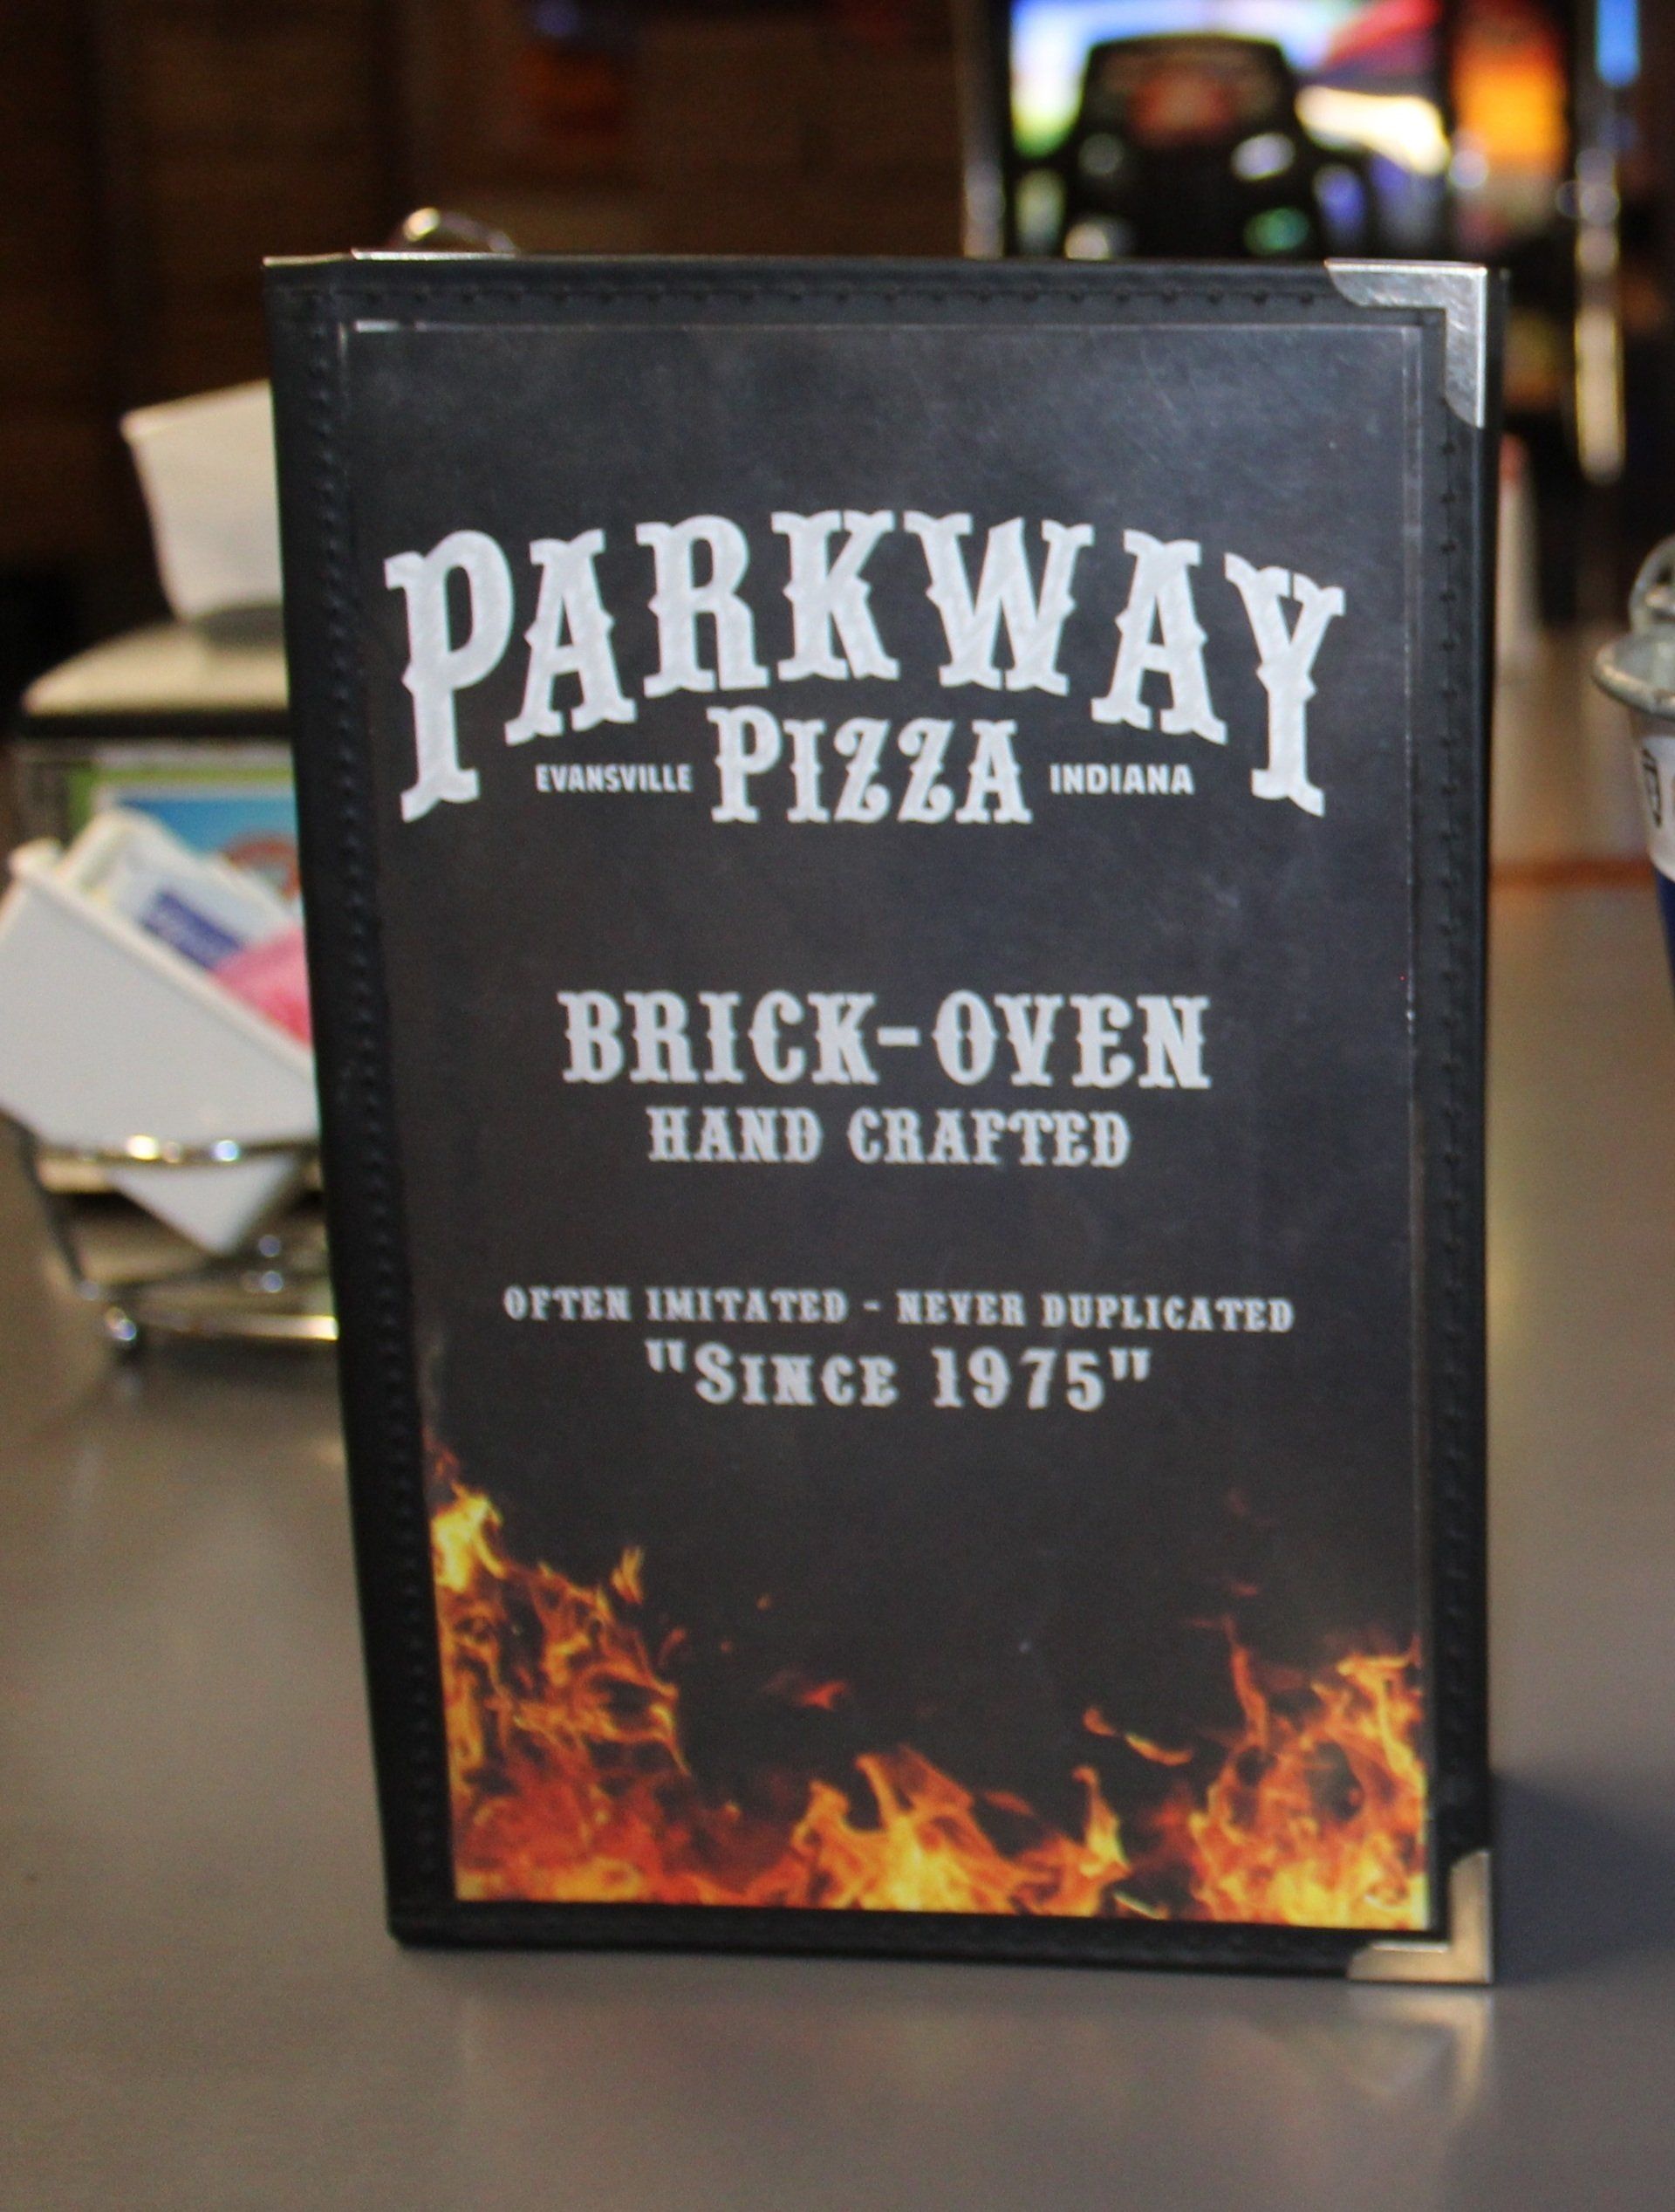 PARKWAY
EVANSVILLE PIZZA INDIANA
BRICK-OVEN
HAND CRAFTED
OFTEN IMITATED - NEVER DUPLICATED
"SINCE 1975"